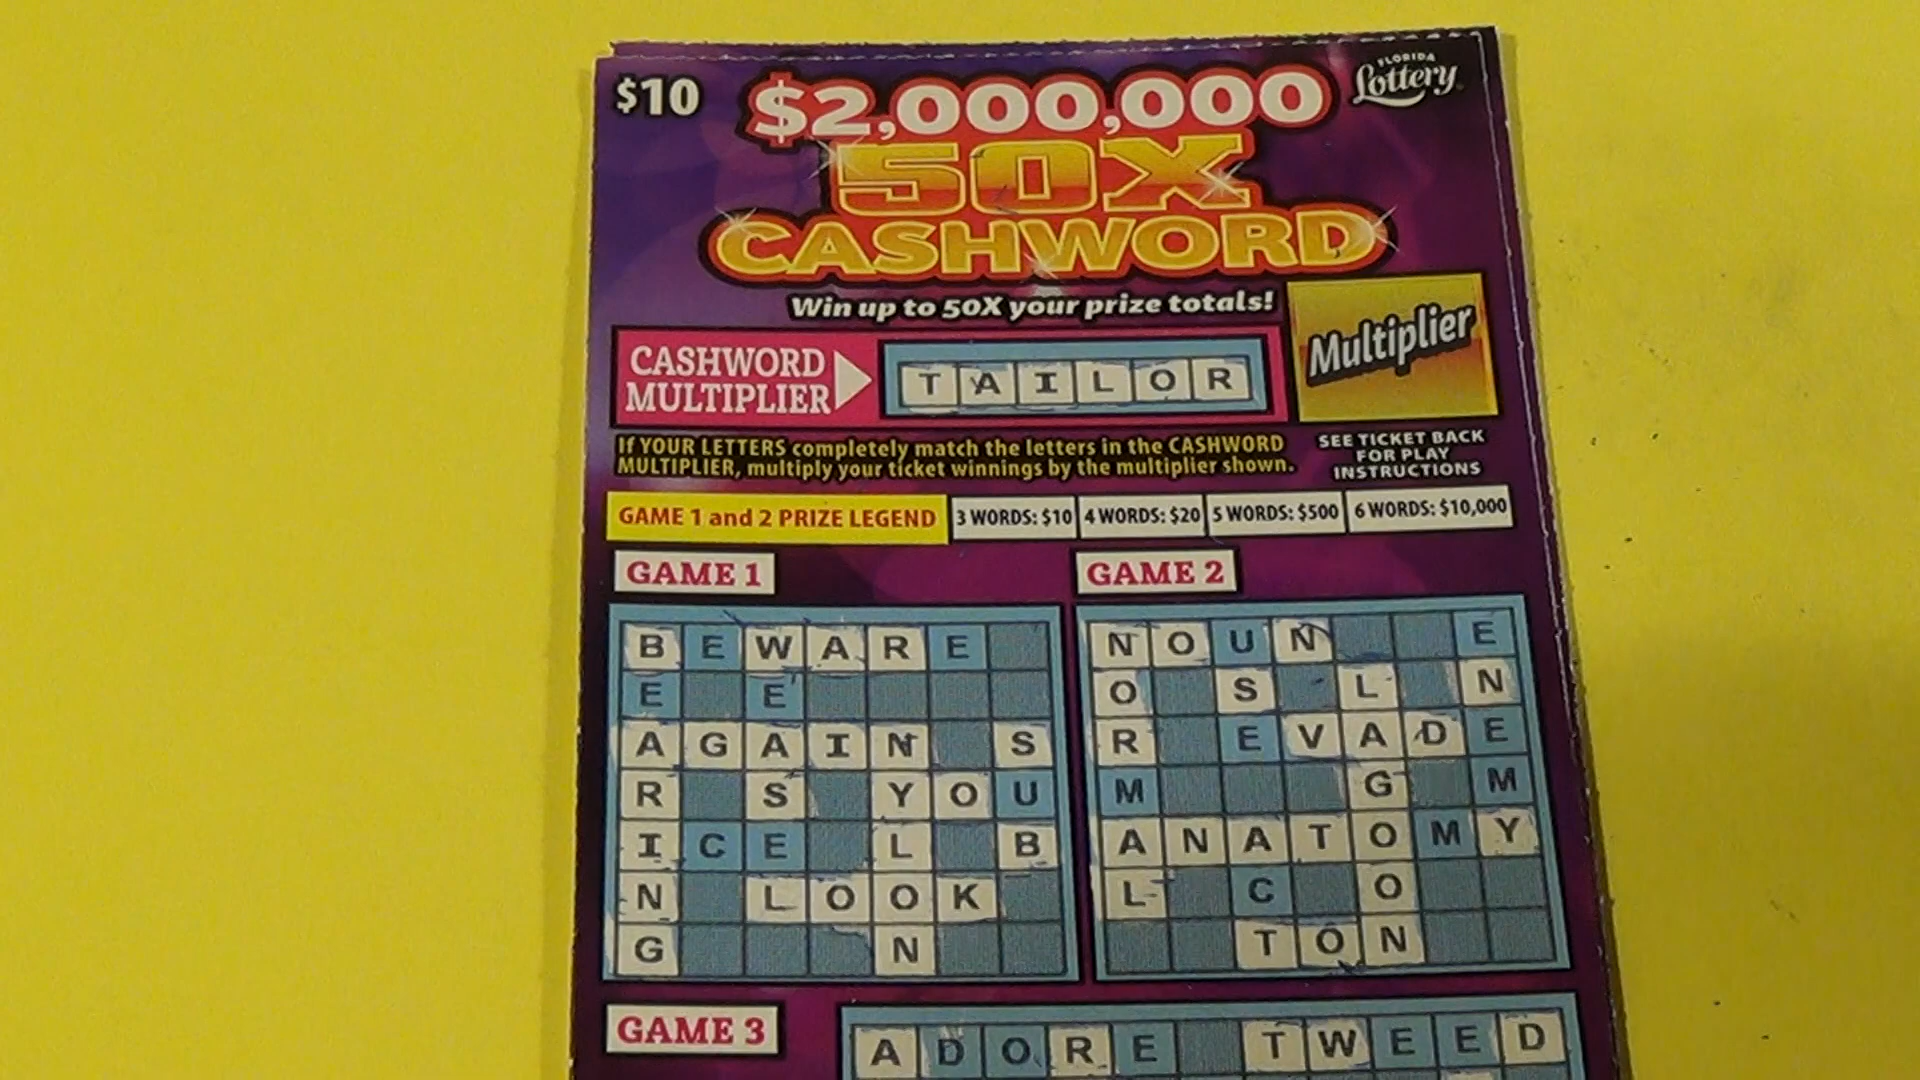 $10
$2,000,000
FLORIDA
Lottery
50X
CASHWORD
Win up to 50X your prize totals!
Multiplier
CASHWORD
MULTIPLIER
T A I L O R
If YOUR LETTERS completely match the letters in the CASHWORD
MULTIPLIER, multiply your ticket winnings by the multiplier shown.
SEE TICKET BACK
FOR PLAY
INSTRUCTIONS
GAME 1 and 2 PRIZE LEGEND
3 WORDS: $10
4 WORDS: $20
5 WORDS: $500
6 WORDS: $10,000
GAME 1
B E W A R E
E E
A G A I N S
R S Y O U
I C E L B
N L O O K
G N
GAME 2
N O U N E
O S L N
R E V A D E
M G M
A N A T O M Y
L C O
T O N
GAME 3
A D O R E T W E E D